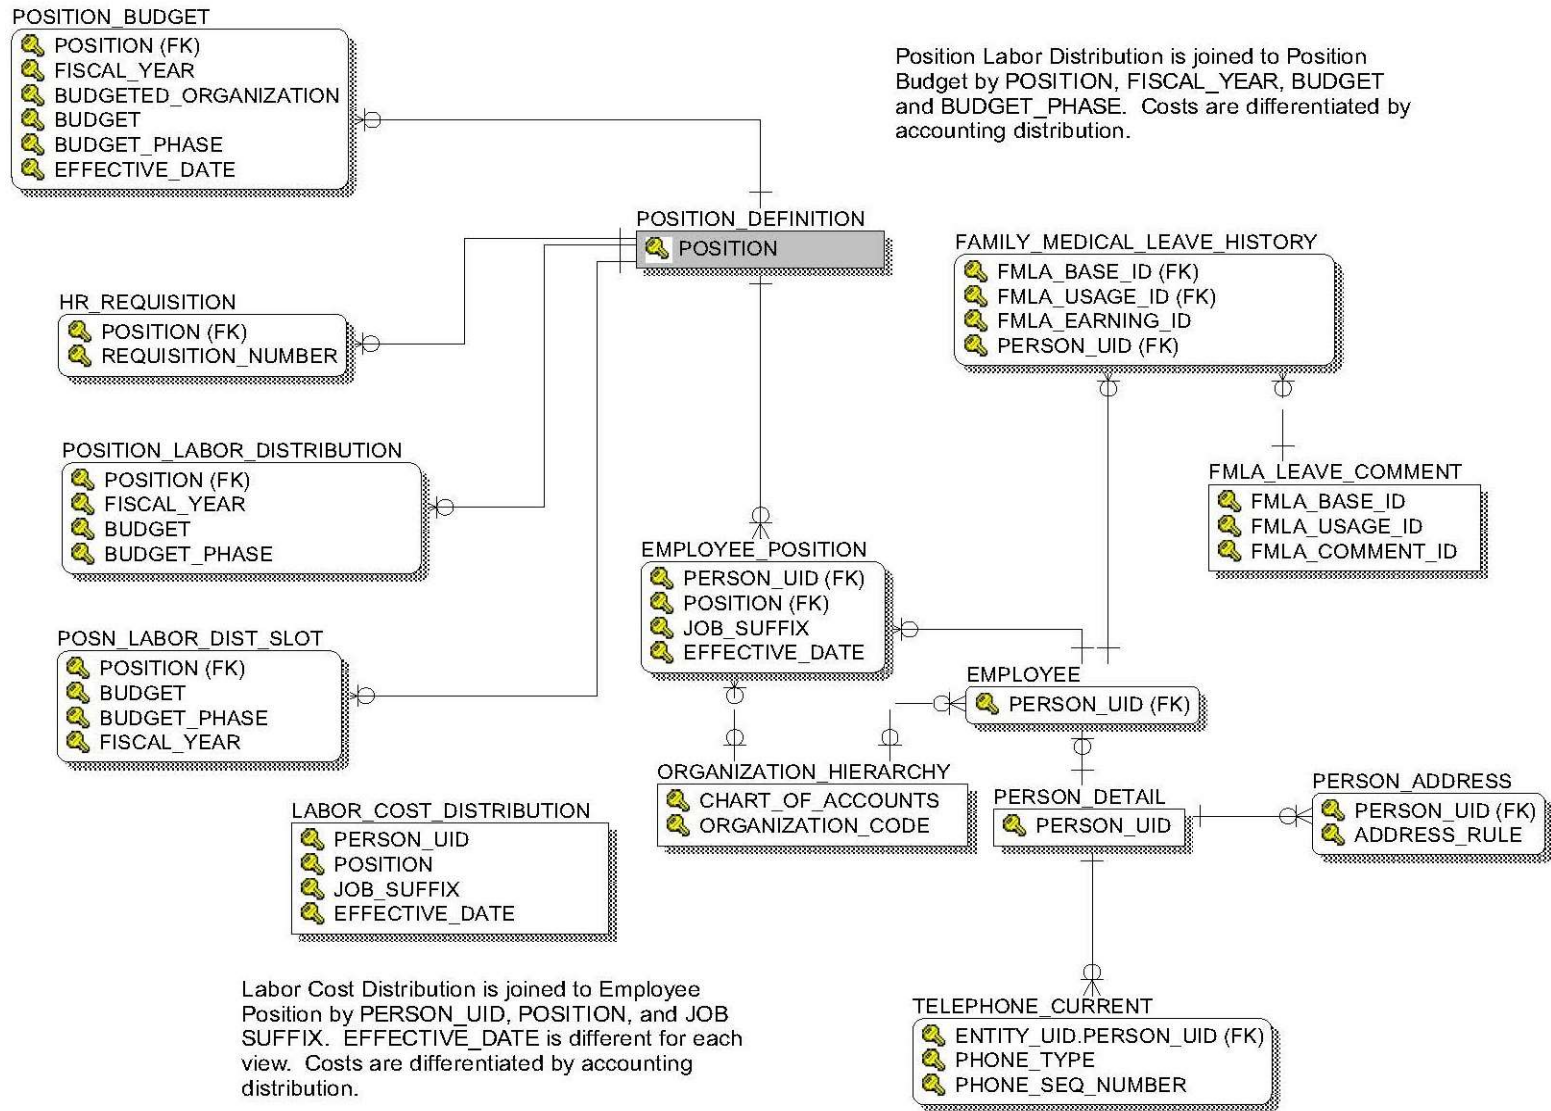 POSITION_BUDGET
POSITION (FK)
FISCAL_YEAR
BUDGETED_ORGANIZATION
BUDGET
BUDGET_PHASE
EFFECTIVE_DATE
Position Labor Distribution is joined to Position
Budget by POSITION, FISCAL_YEAR, BUDGET
and BUDGET_PHASE.  Costs are differentiated by
accounting distribution.
POSITION_DEFINITION
POSITION
FAMILY_MEDICAL_LEAVE_HISTORY
FMLA_BASE_ID (FK)
FMLA_USAGE_ID (FK)
FMLA_EARNING_ID
PERSON_UID (FK)
HR_REQUISITION
POSITION (FK)
REQUISITION_NUMBER
POSITION_LABOR_DISTRIBUTION
POSITION (FK)
FISCAL_YEAR
BUDGET
BUDGET_PHASE
FMLA_LEAVE_COMMENT
FMLA_BASE_ID
FMLA_USAGE_ID
FMLA_COMMENT_ID
EMPLOYEE_POSITION
PERSON_UID (FK)
POSITION (FK)
JOB_SUFFIX
EFFECTIVE_DATE
POSN_LABOR_DIST_SLOT
POSITION (FK)
BUDGET
BUDGET_PHASE
FISCAL_YEAR
EMPLOYEE
PERSON_UID (FK)
ORGANIZATION_HIERARCHY
CHART_OF_ACCOUNTS
ORGANIZATION_CODE
PERSON_DETAIL
PERSON_UID
PERSON_ADDRESS
PERSON_UID (FK)
ADDRESS_RULE
LABOR_COST_DISTRIBUTION
PERSON_UID
POSITION
JOB_SUFFIX
EFFECTIVE_DATE
Labor Cost Distribution is joined to Employee
Position by PERSON_UID, POSITION, and JOB
SUFFIX.  EFFECTIVE_DATE is different for each
view.  Costs are differentiated by accounting
distribution.
TELEPHONE_CURRENT
ENTITY_UID.PERSON_UID (FK)
PHONE_TYPE
PHONE_SEQ_NUMBER